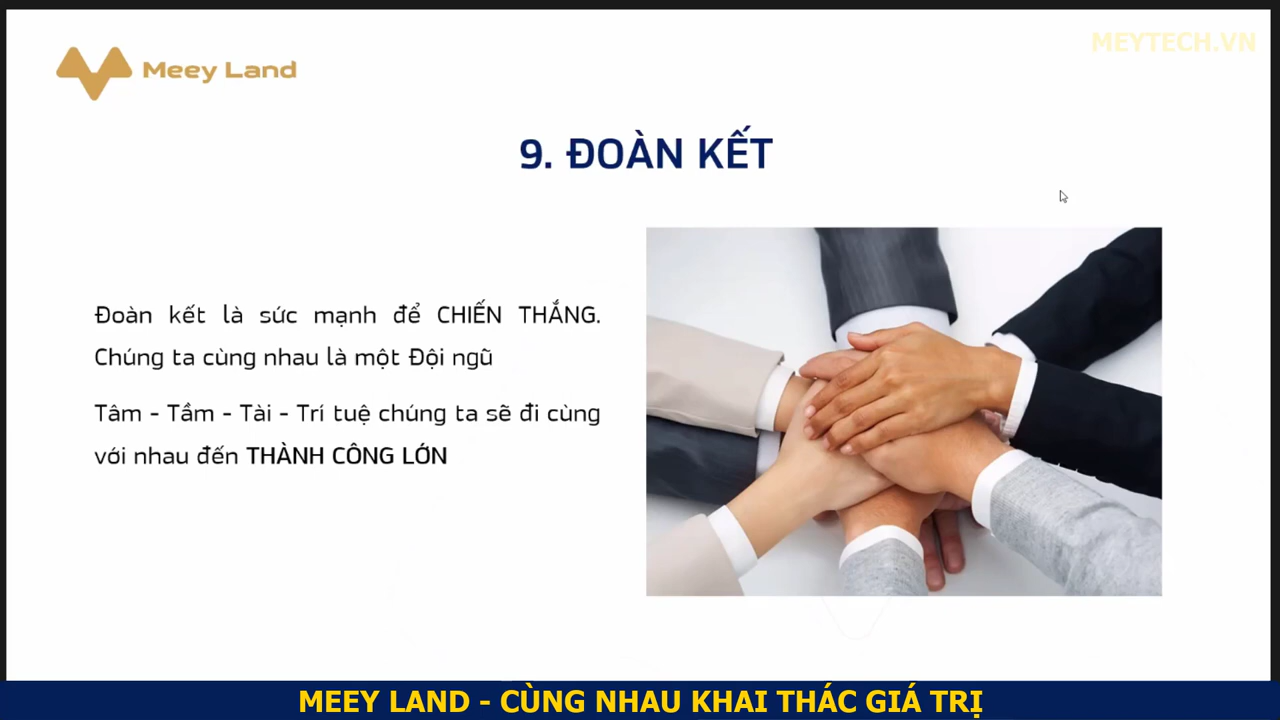 Meey Land
MEYTECH.VN
9. ĐOÀN KẾT
Đoàn kết là sức mạnh để CHIẾN THẮNG.
Chúng ta cùng nhau là một Đội ngũ
Tâm - Tầm - Tài - Trí tuệ chúng ta sẽ đi cùng
với nhau đến THÀNH CÔNG LỚN
MEEY LAND - CÙNG NHAU KHAI THÁC GIÁ TRỊ